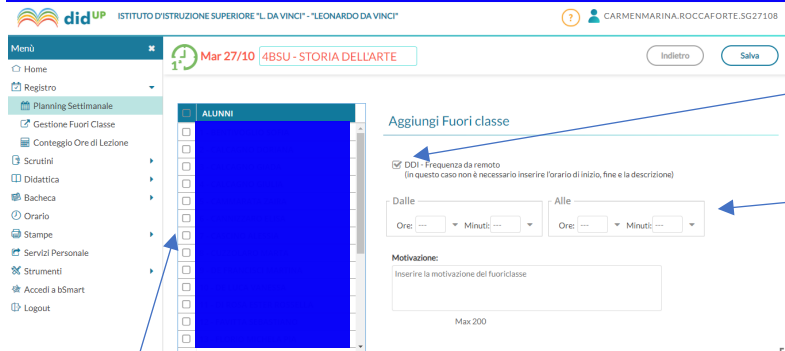 didUP ISTITUTO D'ISTRUZIONE SUPERIORE "L. DA VINCI" - "LEONARDO DA VINCI" ? CARMENMARINA.ROCCAFORTE.SG27108
Menù
1° Mar 27/10 4BSU - STORIA DELL'ARTE Indietro Salva
Home
Registro
Planning Settimanale
Gestione Fuori Classe
Conteggio Ore di Lezione
Scrutini
Didattica
Bacheca
Orario
Stampe
Servizi Personale
Strumenti
Accedi a bSmart
Logout
ALUNNI
Aggiungi Fuori classe
DDI - Frequenza da remoto
(in questo caso non è necessario inserire l'orario di inizio, fine e la descrizione)
Dalle Alle
Ore: --- Minuti: --- Ore: --- Minuti: ---
Motivazione:
Inserire la motivazione del fuoriclasse
Max 200